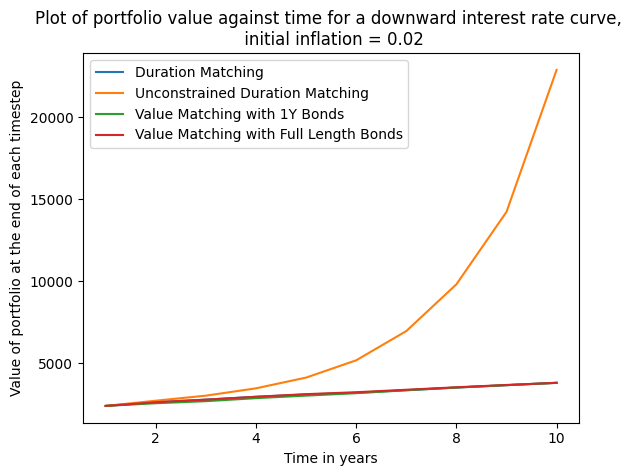 Plot of portfolio value against time for a downward interest rate curve,
initial inflation = 0.02
Duration Matching
Unconstrained Duration Matching
Value Matching with 1Y Bonds
Value Matching with Full Length Bonds
Value of portfolio at the end of each timestep
20000
15000
10000
5000
2 4 6 8 10
Time in years